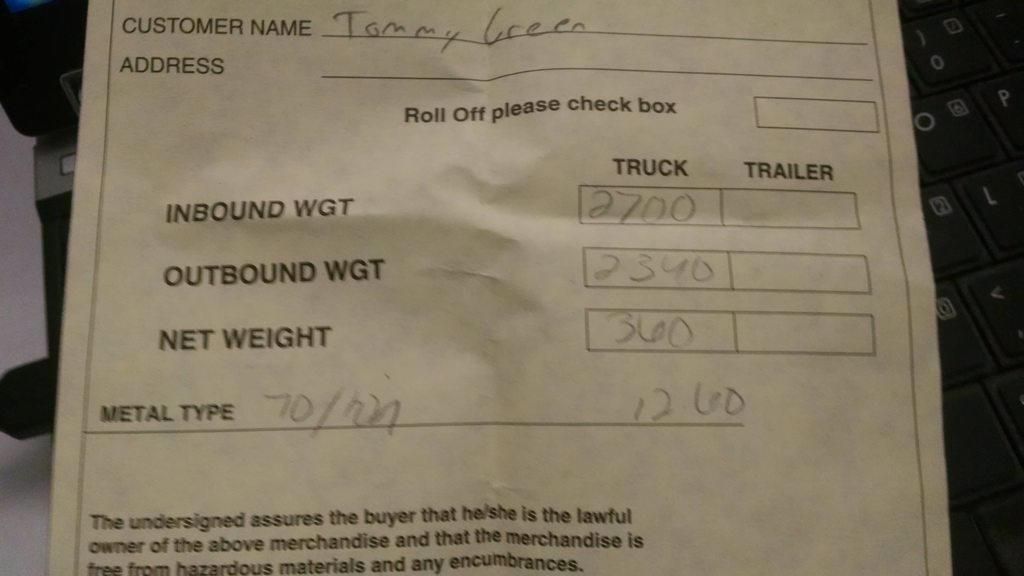 CUSTOMER NAME Tommy Green
ADDRESS
Roll Off please check box
TRUCK TRAILER
INBOUND WGT 2700
OUTBOUND WGT 2340
NET WEIGHT 360
METAL TYPE 70/ 12.60
The undersigned assures the buyer that he/she is the lawful
owner of the above merchandise and that the merchandise is
free from hazardous materials and any encumbrances.